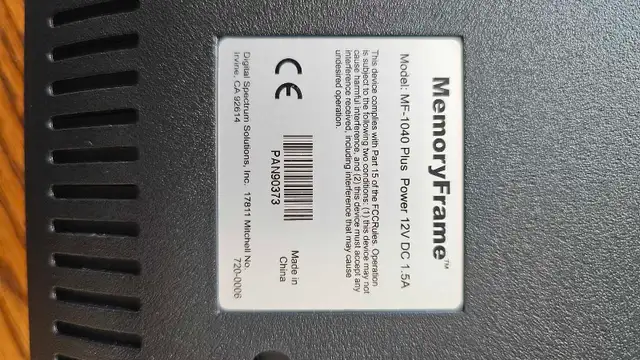 MemoryFrame™
Model: MF-1040 Plus Power 12V DC 1.5A
This device complies with Part 15 of the FCCRules. Operation
is subject to the following two conditions: (1) this device may not
cause harmful interference, and (2) this device must accept any
interference received, including interference that may cause
undesired operation.
CE
PAN90373
Made in
China
Digital Spectrum Solutions, Inc. 17811 Mitchell No.
Irvine, CA 92614
720-0006